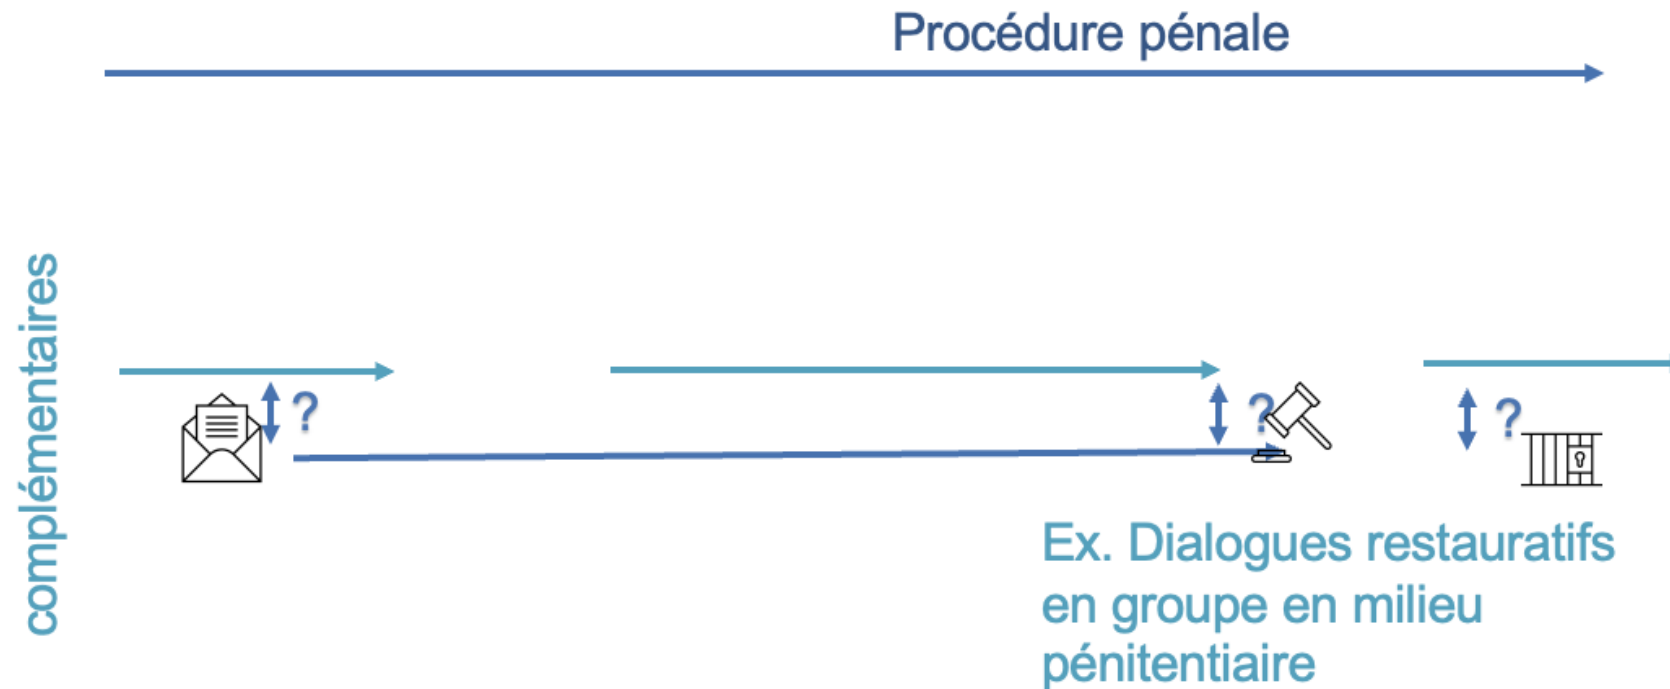 Procédure pénale
complémentaires
?
?
?
Ex. Dialogues restauratifs
en groupe en milieu
pénitentiaire